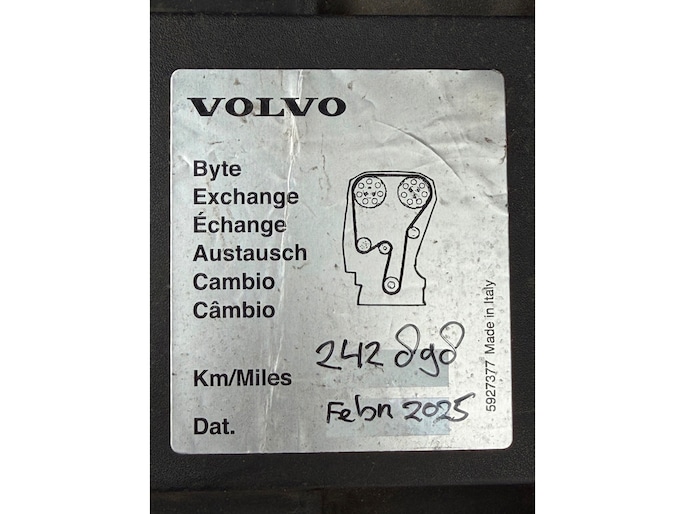 VOLVO
Byte
Exchange
Échange
Austausch
Cambio
Câmbio
Km/Miles 242 898
Dat. Febr 2025
5927377 Made in Italy